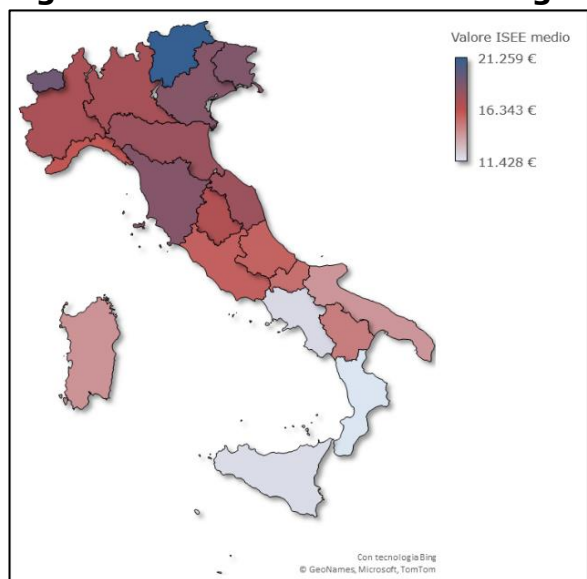 Valore ISEE medio
21.259 €
16.343 €
11.428 €
Con tecnologia Bing
© GeoNames, Microsoft, TomTom